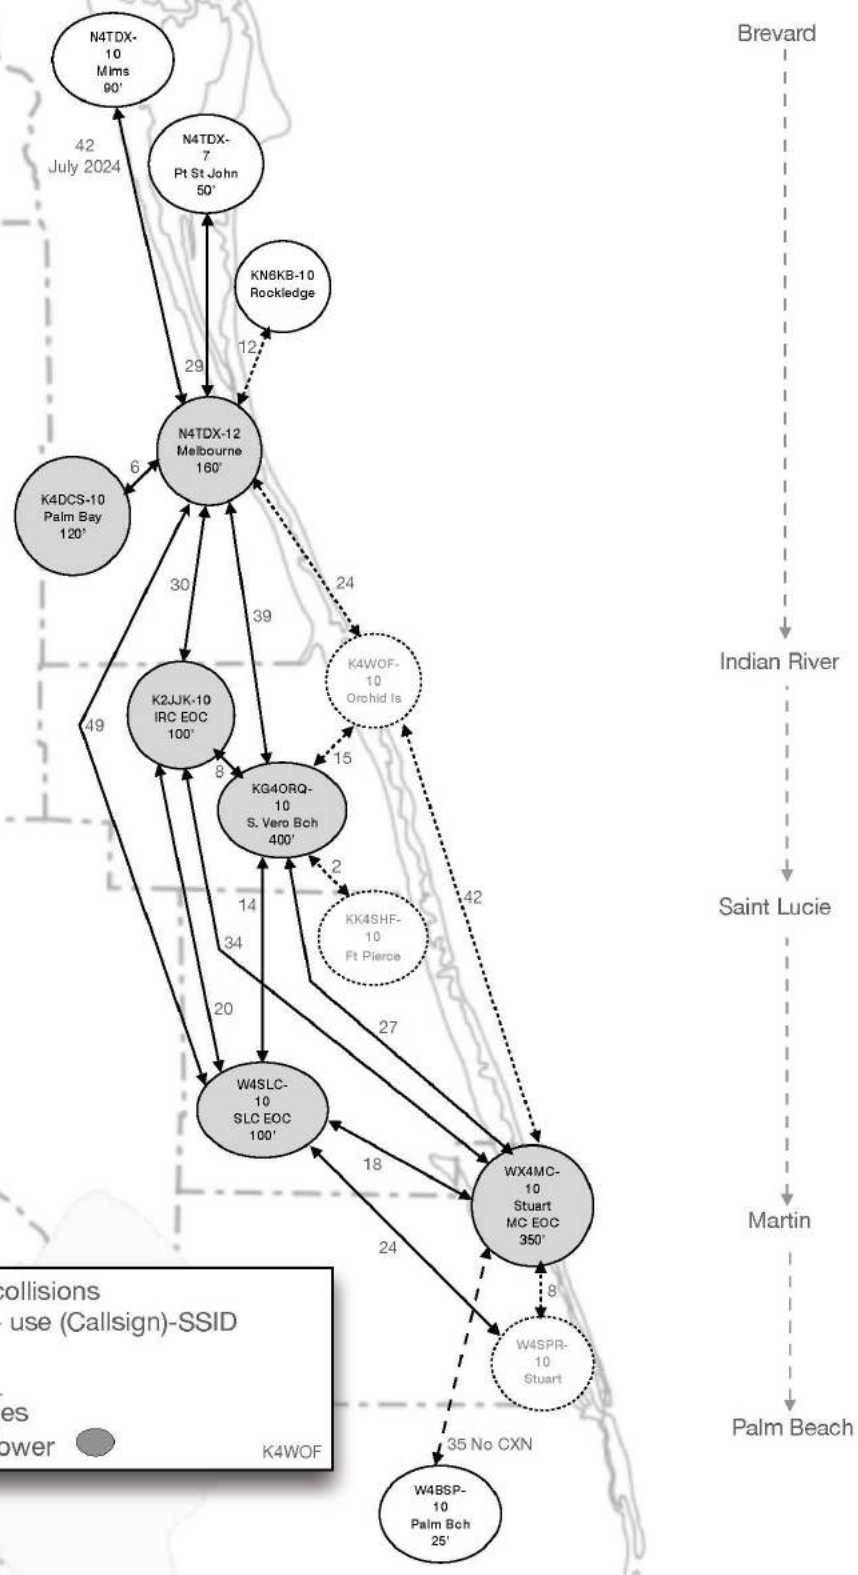 Brevard
N4TDX-
10
Mims
90'
42
July 2024
N4TDX-
7
Pt St John
50'
KN6KB-10
Rockledge
12
29
N4TDX-12
Melbourne
160'
6
K4DCS-10
Palm Bay
120'
30
24
39
K4WOF-
10
Orchid Is
Indian River
K2JJK-10
IRC EOC
100'
49
15
8
KG4ORQ-
10
S. Vero Bch
400'
2
42
14
Saint Lucie
KK4SHF-
10
Ft Pierce
34
20
27
W4SLC-
10
SLC EOC
100'
18
WX4MC-
10
Stuart
MC EOC
350'
Martin
24
8
collisions
- use (Callsign)-SSID
W4SPR-
10
Stuart
es
ower
K4WOF
Palm Beach
35 No CXN
W4BSP-
10
Palm Bch
25'